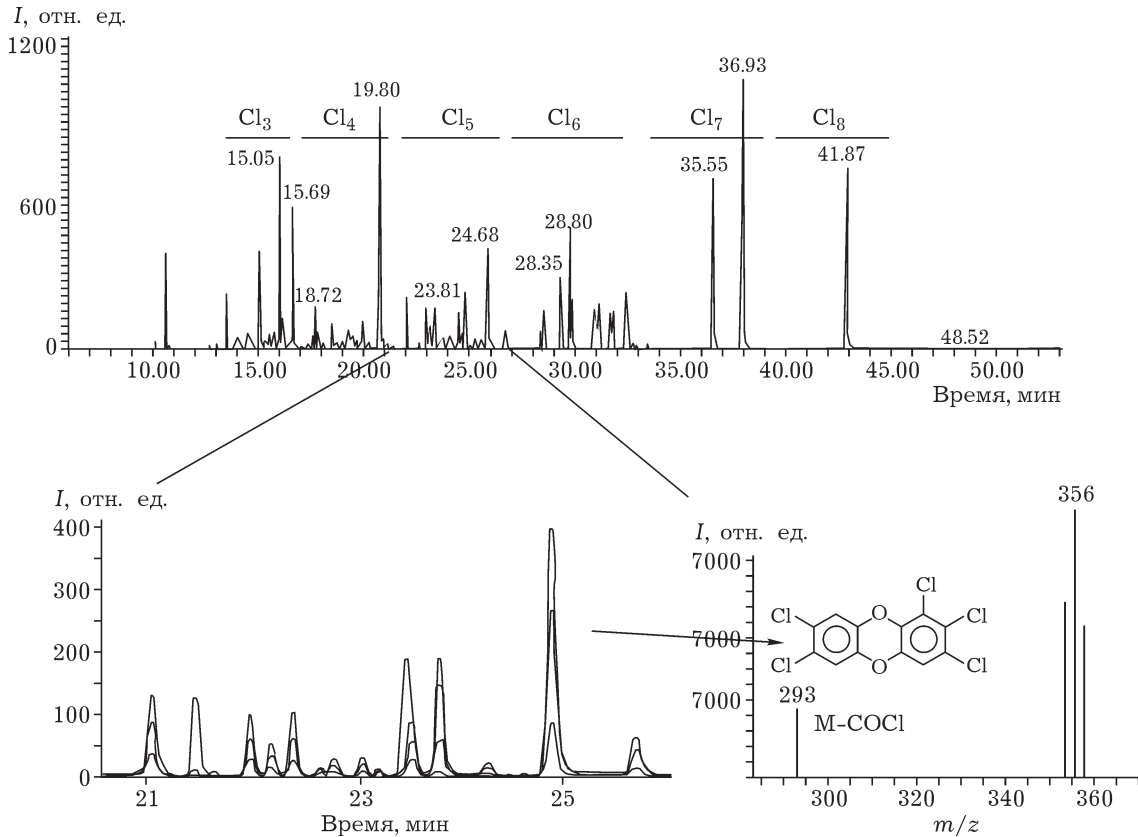 I, отн. ед.
1200
600
0
Cl₃
Cl₄
Cl₅
Cl₆
Cl₇
Cl₈
15.05
15.69
18.72
19.80
23.81
24.68
28.35
28.80
35.55
36.93
41.87
48.52
10.00 15.00 20.00 25.00 30.00 35.00 40.00 45.00 50.00
Время, мин
I, отн. ед.
400
300
200
100
0
21 23 25
Время, мин
I, отн. ед.
7000
7000
7000
356
293
M-COCl
Cl
Cl
O
O
Cl
Cl
Cl
300 320 340 360
m/z